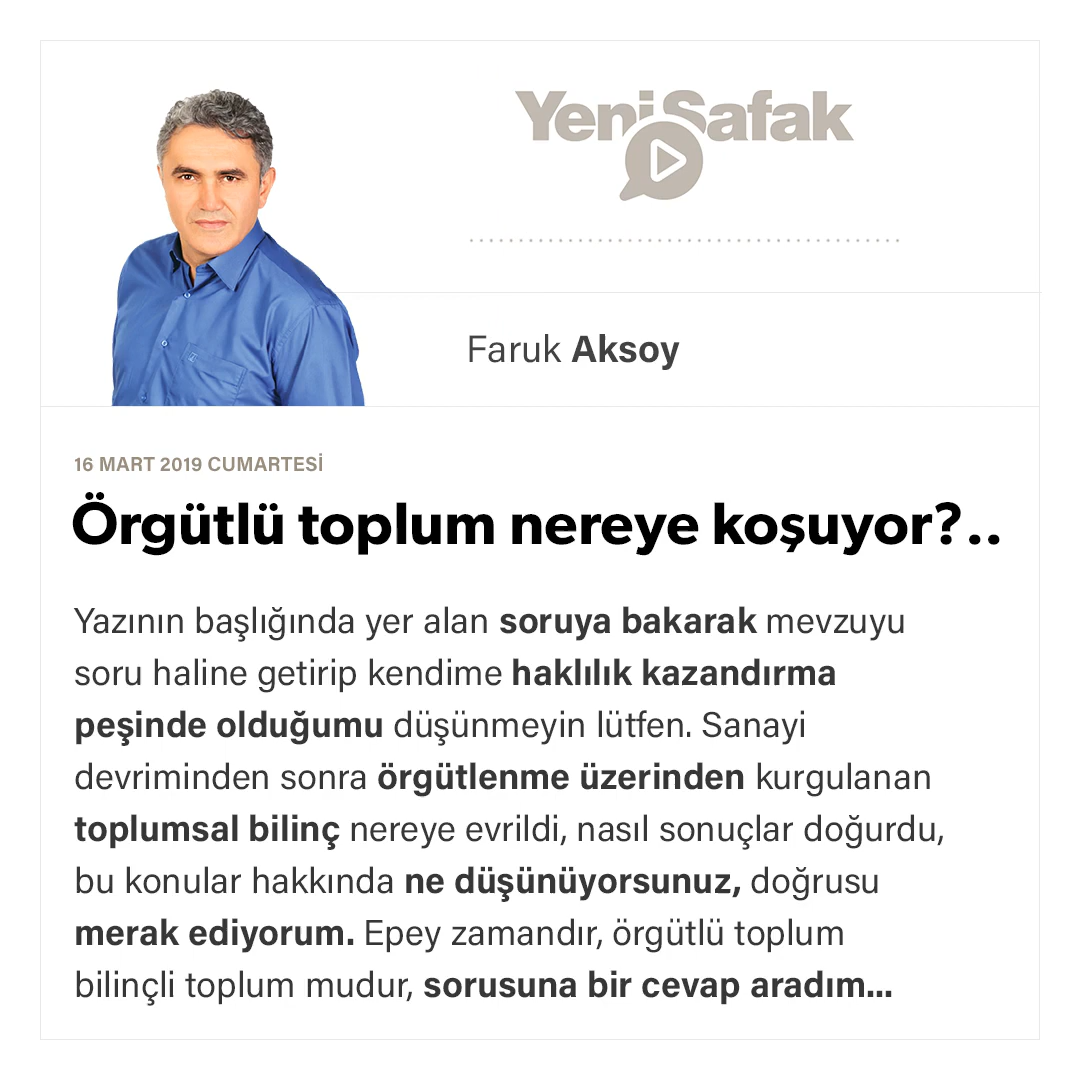 YeniSafak
Faruk Aksoy
16 MART 2019 CUMARTESİ
Örgütlü toplum nereye koşuyor?..
Yazının başlığında yer alan soruya bakarak mevzuyu
soru haline getirip kendime haklılık kazandırma
peşinde olduğumu düşünmeyin lütfen. Sanayi
devriminden sonra örgütlenme üzerinden kurgulanan
toplumsal bilinç nereye evrildi, nasıl sonuçlar doğurdu,
bu konular hakkında ne düşünüyorsunuz, doğrusu
merak ediyorum. Epey zamandır, örgütlü toplum
bilinçli toplum mudur, sorusuna bir cevap aradım...